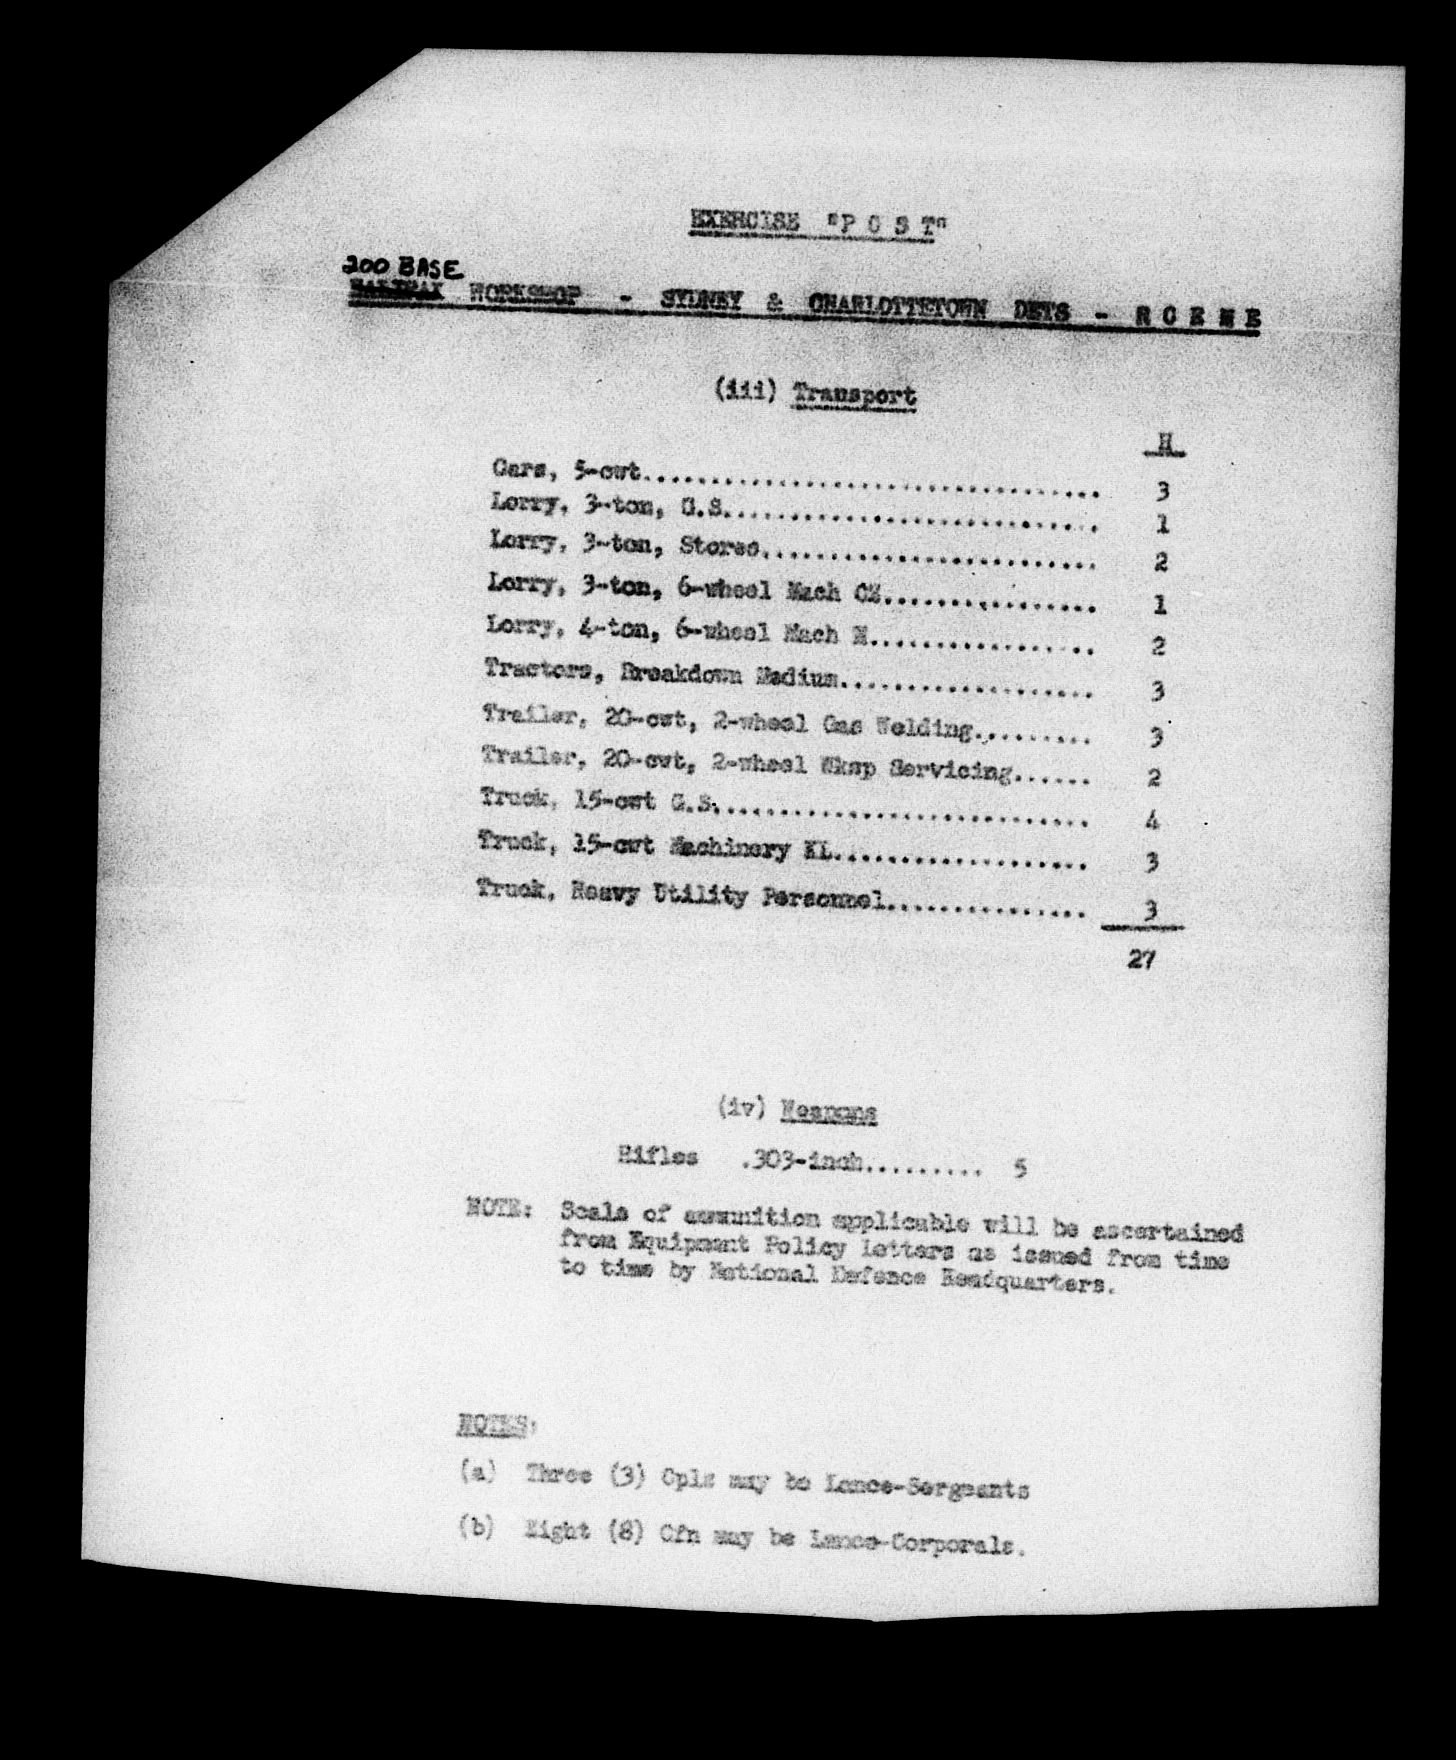 EXERCISE "P O S T"
200 BASE
HALIFAX WORKSHOP - SYDNEY & CHARLOTTETOWN DETS - R C E M E
(iii) Transport
H
Cars, 5-cwt.................................. 3
Lorry, 3-ton, G.S............................ 1
Lorry, 3-ton, Stores......................... 2
Lorry, 3-ton, 6-wheel Mach CZ................ 1
Lorry, 4-ton, 6-wheel Mach M................. 2
Tractors, Breakdown Medium................... 3
Trailer, 20-cwt, 2-wheel Gas Welding......... 3
Trailer, 20-cwt, 2-wheel Wksp Servicing...... 2
Truck, 15-cwt G.S............................ 4
Truck, 15-cwt Machinery KL................... 3
Truck, Heavy Utility Personnel............... 3
27
(iv) Weapons
Rifles .303-inch......... 5
NOTE: Scale of ammunition applicable will be ascertained
from Equipment Policy Letters as issued from time
to time by National Defence Headquarters.
NOTES:
(a) Three (3) Cpls may be Lance-Sergeants
(b) Eight (8) Cfn may be Lance-Corporals.